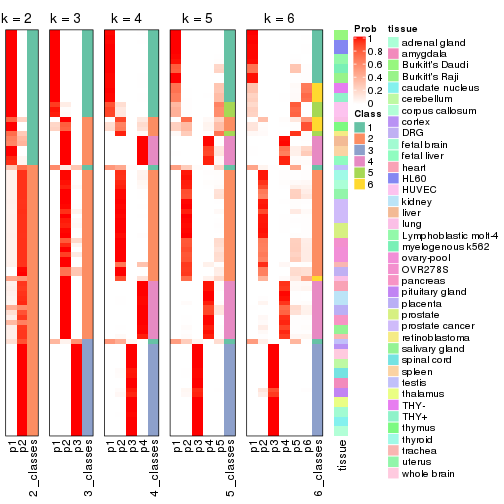 k = 2
k = 3
k = 4
k = 5
k = 6
p1
p2
2_classes
p1
p2
p3
3_classes
p1
p2
p3
p4
4_classes
p1
p2
p3
p4
p5
5_classes
p1
p2
p3
p4
p5
p6
6_classes
tissue
Prob
1
0.8
0.6
0.4
0.2
0
Class
1
2
3
4
5
6
tissue
adrenal gland
amygdala
Burkitt's Daudi
Burkitt's Raji
caudate nucleus
cerebellum
corpus callosum
cortex
DRG
fetal brain
fetal liver
heart
HL60
HUVEC
kidney
liver
lung
Lymphoblastic molt-4
myelogenous k562
ovary-pool
OVR278S
pancreas
pituitary gland
placenta
prostate
prostate cancer
retinoblastoma
salivary gland
spinal cord
spleen
testis
thalamus
THY-
THY+
thymus
thyroid
trachea
uterus
whole brain